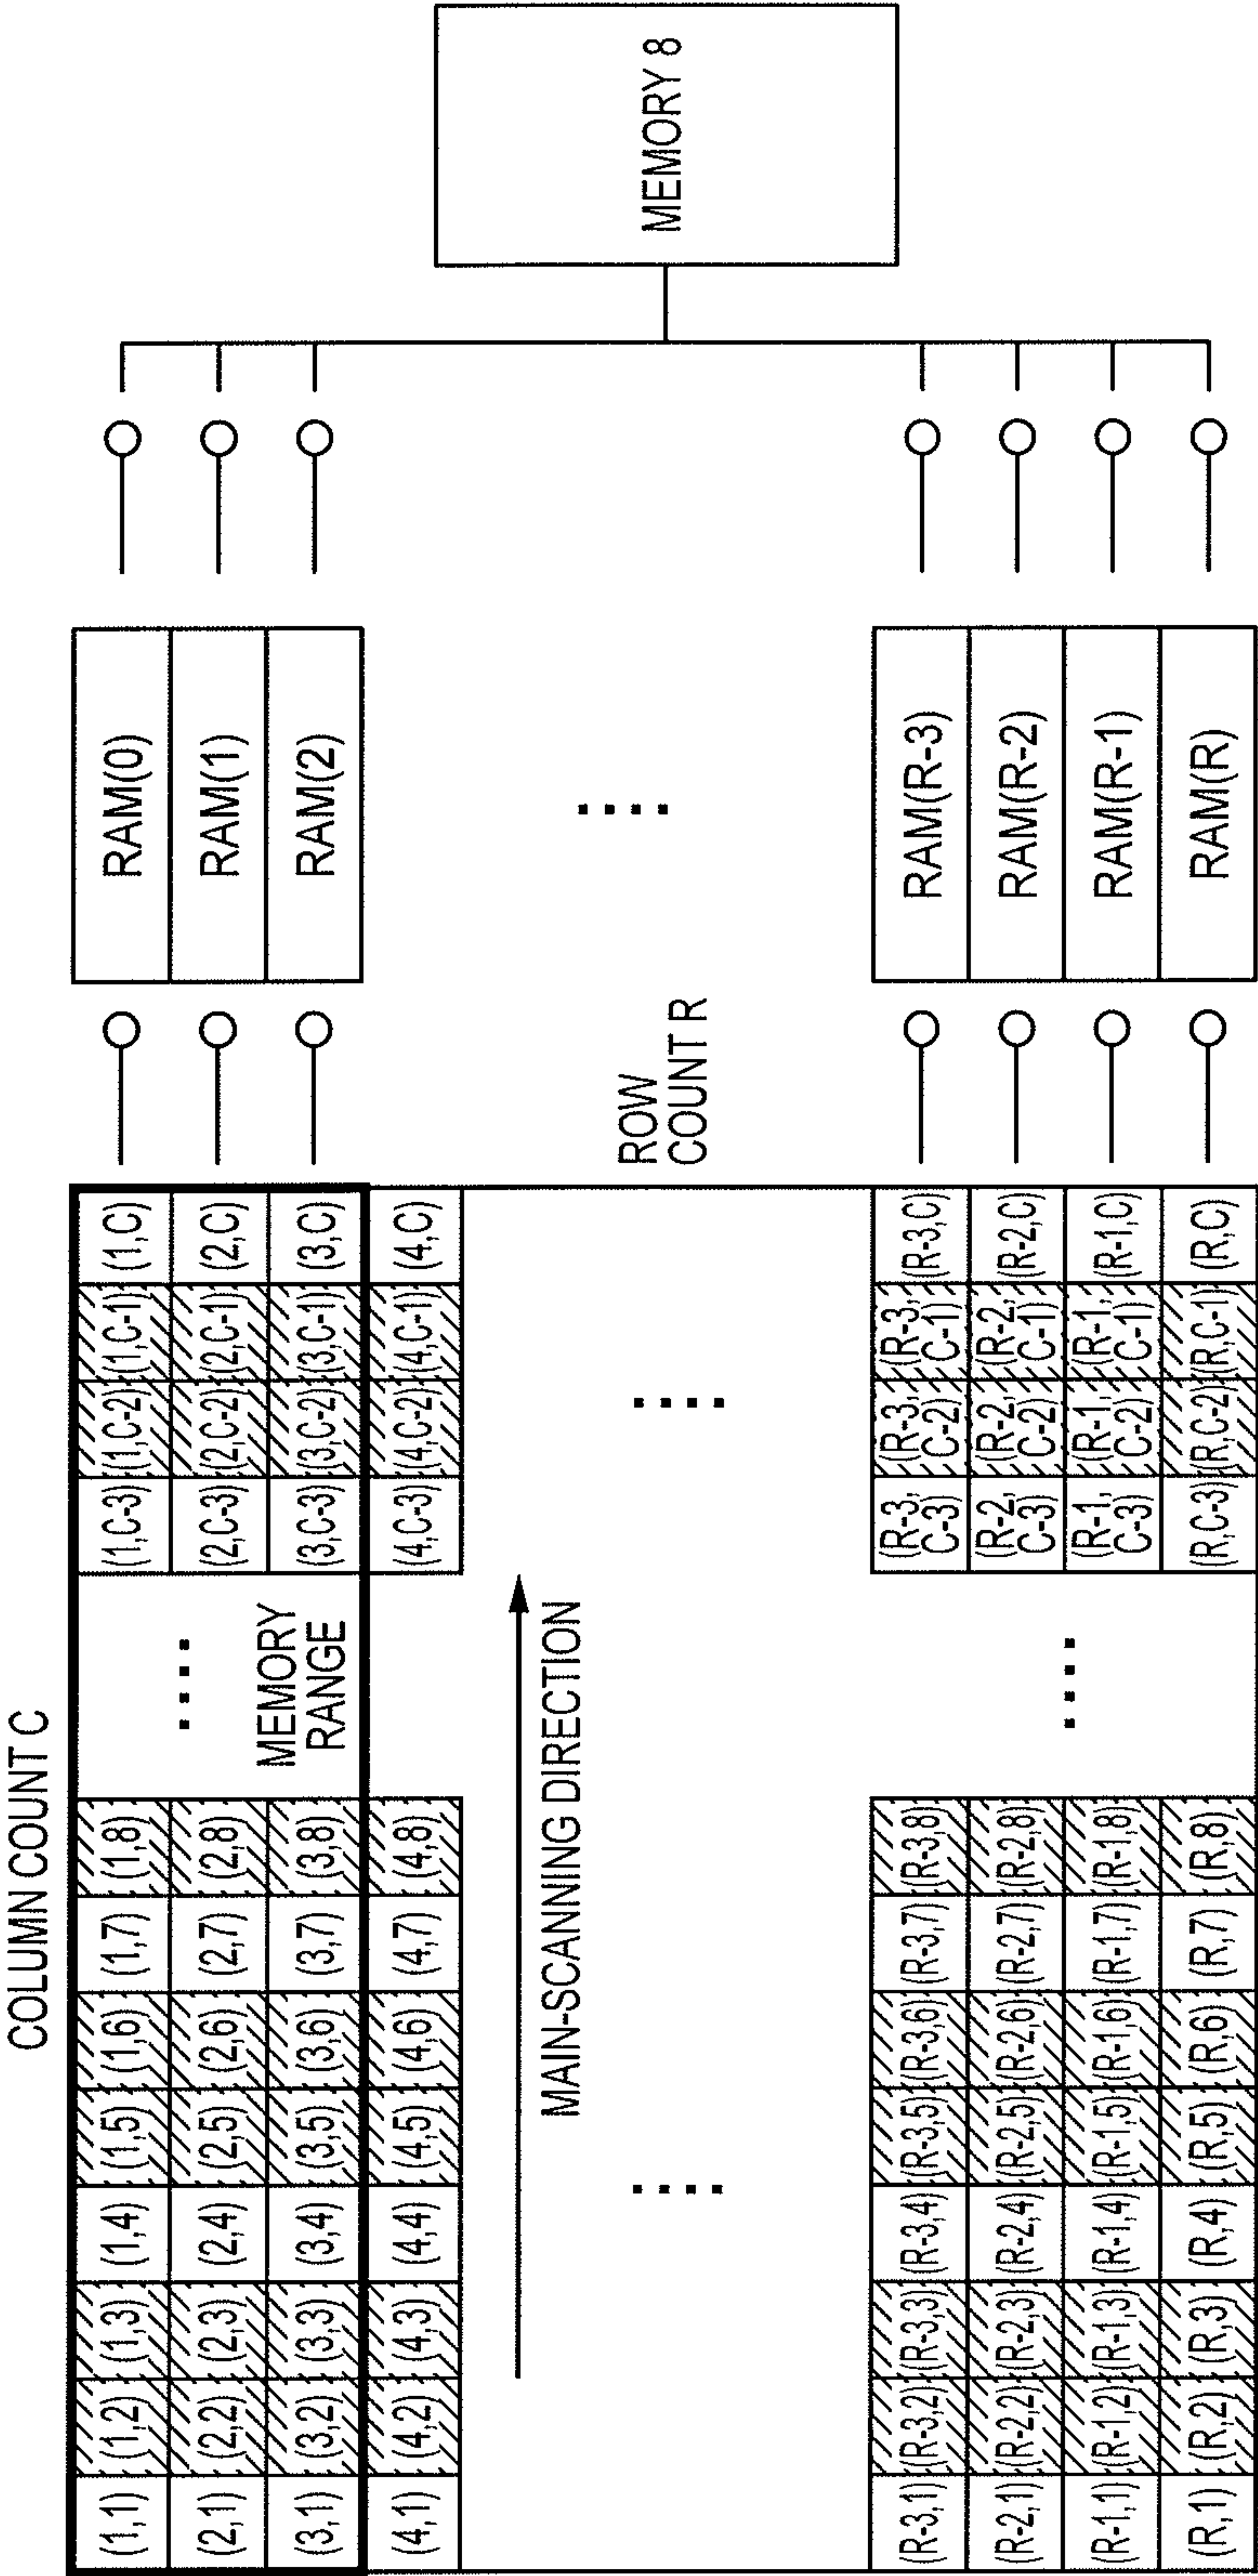 COLUMN COUNT C
(1,1) (1,2) (1,3) (1,4) (1,5) (1,6) (1,7) (1,8) .... (1,C-3) (1,C-2) (1,C-1) (1,C)
(2,1) (2,2) (2,3) (2,4) (2,5) (2,6) (2,7) (2,8) (2,C-3) (2,C-2) (2,C-1) (2,C)
(3,1) (3,2) (3,3) (3,4) (3,5) (3,6) (3,7) (3,8) (3,C-3) (3,C-2) (3,C-1) (3,C)
MEMORY
RANGE
(4,1) (4,2) (4,3) (4,4) (4,5) (4,6) (4,7) (4,8) (4,C-3) (4,C-2) (4,C-1) (4,C)
MAIN-SCANNING DIRECTION
.... ....
ROW
COUNT R
(R-3,1) (R-3,2) (R-3,3) (R-3,4) (R-3,5) (R-3,6) (R-3,7) (R-3,8) (R-3,C-3) (R-3,C-2) (R-3,C-1) (R-3,C)
(R-2,1) (R-2,2) (R-2,3) (R-2,4) (R-2,5) (R-2,6) (R-2,7) (R-2,8) .... (R-2,C-3) (R-2,C-2) (R-2,C-1) (R-2,C)
(R-1,1) (R-1,2) (R-1,3) (R-1,4) (R-1,5) (R-1,6) (R-1,7) (R-1,8) (R-1,C-3) (R-1,C-2) (R-1,C-1) (R-1,C)
(R,1) (R,2) (R,3) (R,4) (R,5) (R,6) (R,7) (R,8) (R,C-3) (R,C-2) (R,C-1) (R,C)
RAM(0)
RAM(1)
RAM(2)
....
RAM(R-3)
RAM(R-2)
RAM(R-1)
RAM(R)
MEMORY 8